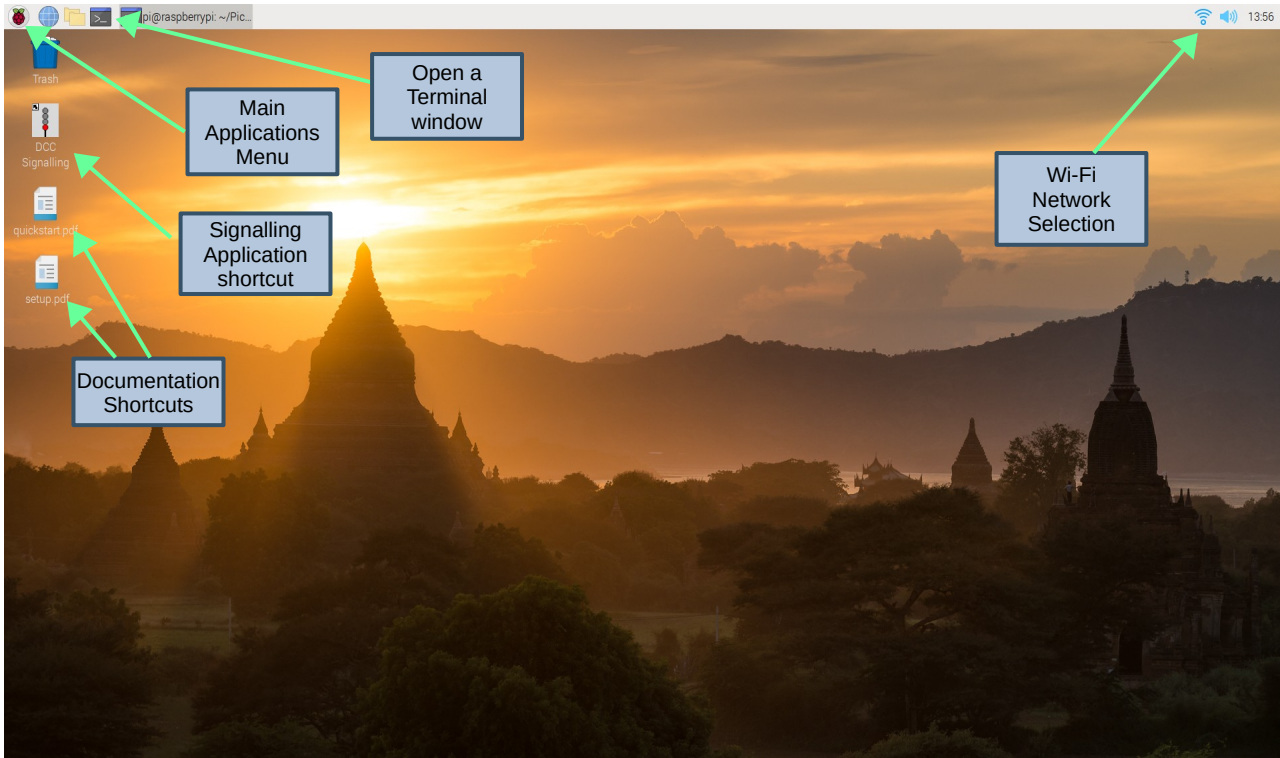 pi@raspberrypi: ~/Pic...
13:56
Trash
DCC
Signalling
quickstart.pdf
setup.pdf
Main
Applications
Menu
Open a
Terminal
window
Signalling
Application
shortcut
Documentation
Shortcuts
Wi-Fi
Network
Selection